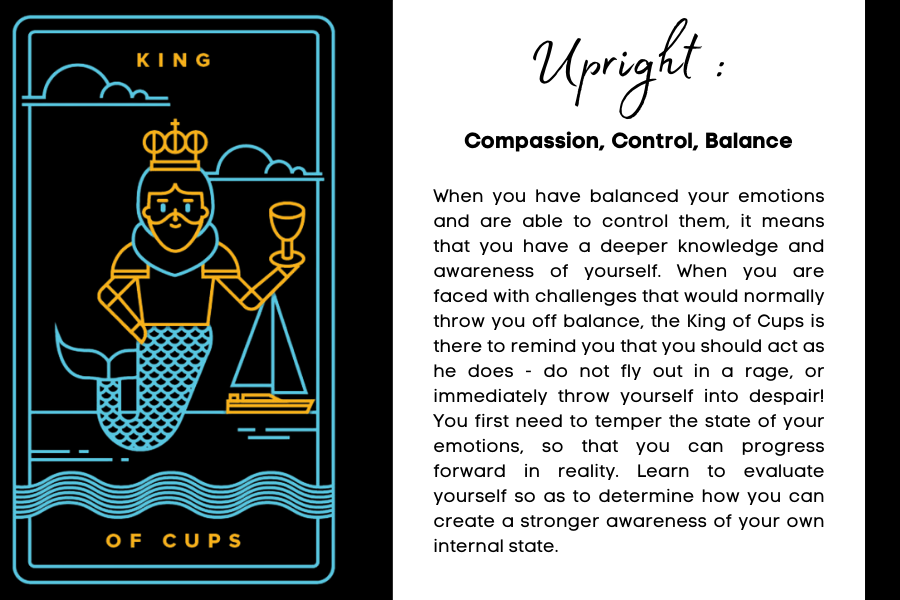 KING
OF CUPS
Upright :
Compassion, Control, Balance
When you have balanced your emotions
and are able to control them, it means
that you have a deeper knowledge and
awareness of yourself. When you are
faced with challenges that would normally
throw you off balance, the King of Cups is
there to remind you that you should act as
he does - do not fly out in a rage, or
immediately throw yourself into despair!
You first need to temper the state of your
emotions, so that you can progress
forward in reality. Learn to evaluate
yourself so as to determine how you can
create a stronger awareness of your own
internal state.